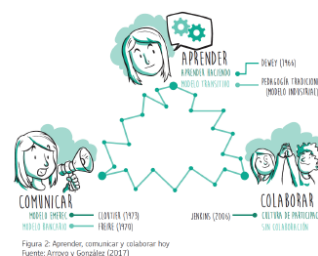 APRENDER
APRENDER HACIENDO
DEWEY (1966)
MODELO TRANSITIVO
PEDAGOGÍA TRADICIONAL
(MODELO INDUSTRIAL)
COMUNICAR
MODELO EMEREC
CLOUTIER (1973)
MODELO BANCARIO
FREIRE (1970)
COLABORAR
JENKINS (2006)
CULTURA DE PARTICIPACIÓN
SIN COLABORACIÓN
Figura 2: Aprender, comunicar y colaborar hoy
Fuente: Arroyo y González (2017)